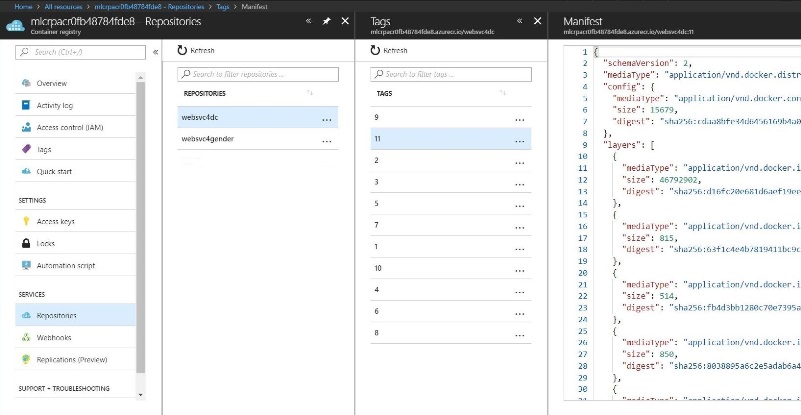 Home > All resources > mlcrpacr0fb48784fde8 - Repositories > Tags > Manifest
mlcrpacr0fb48784fde8 - Repositories
Container registry
Search (Ctrl+/)
Overview
Activity log
Access control (IAM)
Tags
Quick start
SETTINGS
Access keys
Locks
Automation script
SERVICES
Repositories
Webhooks
Replications (Preview)
SUPPORT + TROUBLESHOOTING
Refresh
Search to filter repositories ...
REPOSITORIES
websvc4dc ...
websvc4gender ...
Tags
mlcrpacr0fb48784fde8.azurecr.io/websvc4dc
Refresh
Search to filter tags ...
TAGS
9 ...
11 ...
2 ...
3 ...
5 ...
7 ...
1 ...
10 ...
4 ...
6 ...
8 ...
Manifest
mlcrpacr0fb48784fde8.azurecr.io/websvc4dc:11
1 {
2 "schemaVersion": 2,
3 "mediaType": "application/vnd.docker.distr
4 "config": {
5 "mediaType": "application/vnd.docker.con
6 "size": 15679,
7 "digest": "sha256:cdaa8hfe34d6456169b4a0
8 },
9 "layers": [
10 {
11 "mediaType": "application/vnd.docker.i
12 "size": 46792902,
13 "digest": "sha256:d16fc20e681d6aef19ee
14 },
15 {
16 "mediaType": "application/vnd.docker.i
17 "size": 815,
18 "digest": "sha256:63f1c4e4b7819411bc9c
19 },
20 {
21 "mediaType": "application/vnd.docker.i
22 "size": 514,
23 "digest": "sha256:fb4d3bb1280c70e7395a
24 },
25 {
26 "mediaType": "application/vnd.docker.i
27 "size": 850,
28 "digest": "sha256:8038895a6c2e5adab6a4
29 },
30 {